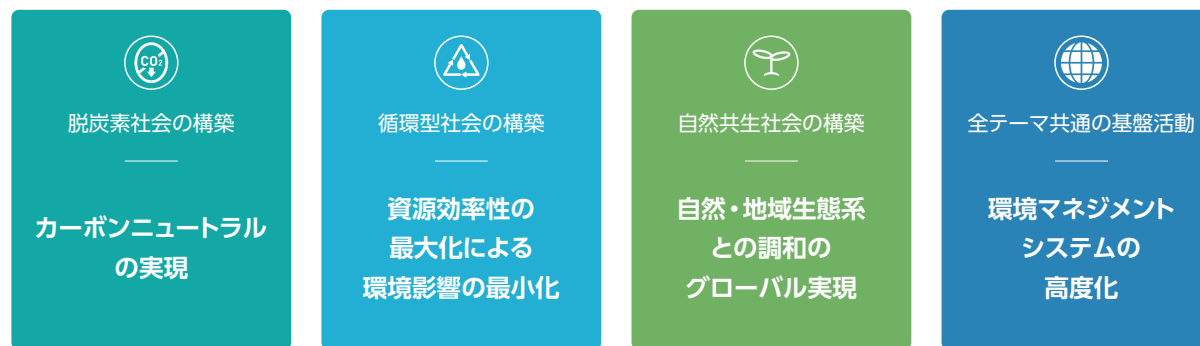 CO₂
脱炭素社会の構築
カーボンニュートラル
の実現
循環型社会の構築
資源効率性の
最大化による
環境影響の最小化
自然共生社会の構築
自然・地域生態系
との調和の
グローバル実現
全テーマ共通の基盤活動
環境マネジメント
システムの
高度化